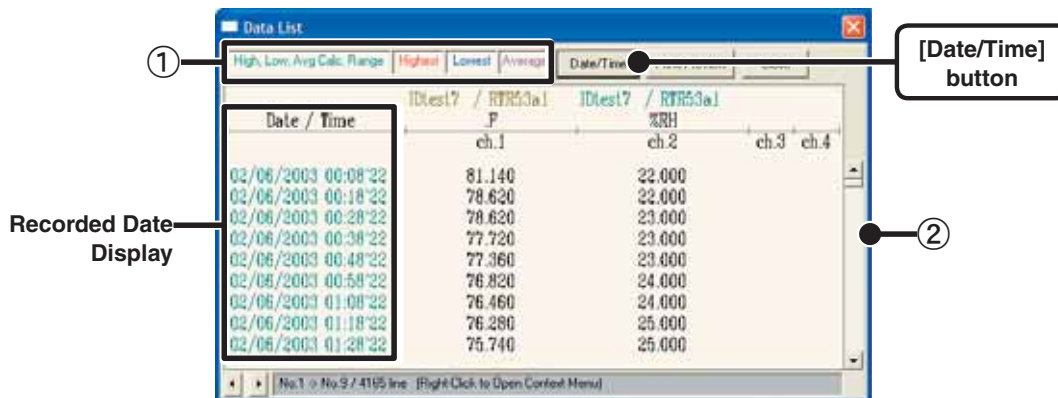 Data List
① High, Low, Avg Calc. Range Highest Lowest Average Date/Time
[Date/Time] button
IDtest7 / RTR53a1 IDtest7 / RTR53a1
Date / Time F %RH
ch.1 ch.2 ch.3 ch.4
02/06/2003 00:08'22 81.140 22.000
02/06/2003 00:18'22 78.620 22.000
02/06/2003 00:28'22 78.620 23.000
02/06/2003 00:38'22 77.720 23.000
02/06/2003 00:48'22 77.360 23.000
02/06/2003 00:58'22 76.820 24.000
02/06/2003 01:08'22 76.460 24.000
02/06/2003 01:18'22 76.280 25.000
02/06/2003 01:28'22 75.740 25.000
Recorded Date Display
②
No.1 > No.9 / 4165 line (Right-Click to Open Context Menu)